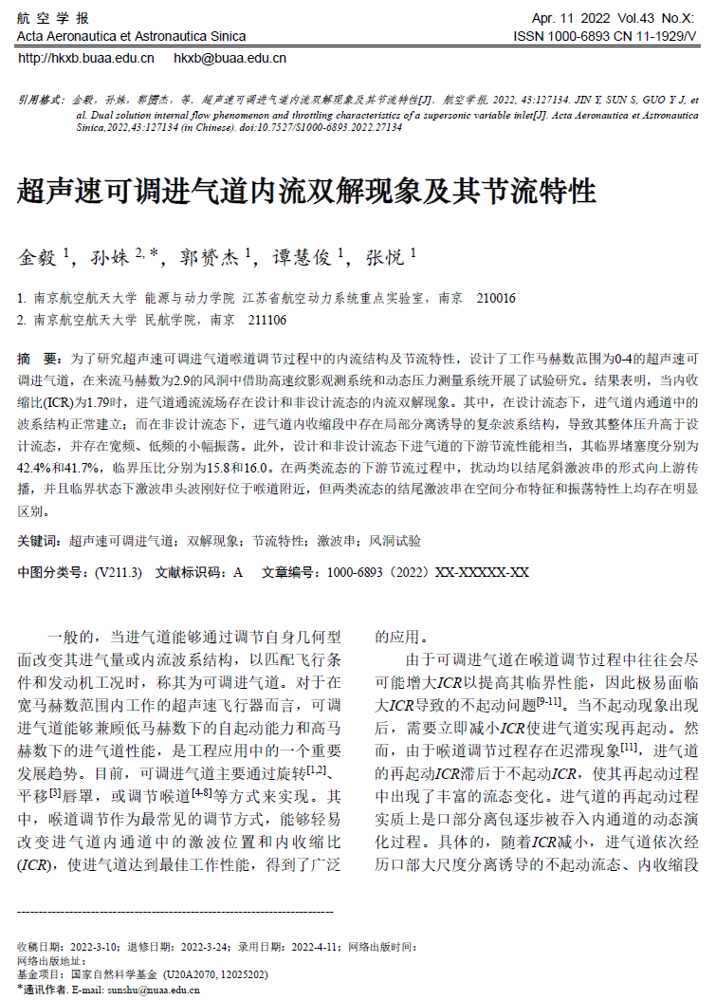 航 空 学 报
Apr. 11 2022 Vol.43 No.X:
Acta Aeronautica et Astronautica Sinica
ISSN 1000-6893 CN 11-1929/V
http://hkxb.buaa.edu.cn hkxb@buaa.edu.cn
引用格式：金毅，孙姝，郭赟杰，等．超声速可调进气道内流双解现象及其节流特性[J]．航空学报, 2022, 43:127134. JIN Y, SUN S, GUO Y J, et
al. Dual solution internal flow phenomenon and throttling characteristics of a supersonic variable inlet[J]. Acta Aeronautica et Astronautica
Sinica,2022,43:127134 (in Chinese). doi:10.7527/S1000-6893.2022.27134
超声速可调进气道内流双解现象及其节流特性
金毅 1，孙姝 2, *，郭赟杰 1，谭慧俊 1，张悦 1
1. 南京航空航天大学 能源与动力学院 江苏省航空动力系统重点实验室，南京 210016
2. 南京航空航天大学 民航学院，南京 211106
摘 要：为了研究超声速可调进气道喉道调节过程中的内流结构及节流特性，设计了工作马赫数范围为0-4的超声速可
调进气道，在来流马赫数为2.9的风洞中借助高速纹影观测系统和动态压力测量系统开展了试验研究。结果表明，当内收
缩比(ICR)为1.79时，进气道通流流场存在设计和非设计流态的内流双解现象。其中，在设计流态下，进气道内通道中的
波系结构正常建立；而在非设计流态下，进气道内收缩段中存在局部分离诱导的复杂波系结构，导致其整体压升高于设
计流态，并存在宽频、低频的小幅振荡。此外，设计和非设计流态下进气道的下游节流性能相当，其临界堵塞度分别为
42.4%和41.7%，临界压比分别为15.8和16.0。在两类流态的下游节流过程中，扰动均以结尾斜激波串的形式向上游传
播，并且临界状态下激波串头波刚好位于喉道附近，但两类流态的结尾激波串在空间分布特征和振荡特性上均存在明显
区别。
关键词：超声速可调进气道；双解现象；节流特性；激波串；风洞试验
中图分类号：(V211.3) 文献标识码：A 文章编号：1000-6893（2022）XX-XXXXX-XX
一般的，当进气道能够通过调节自身几何型
面改变其进气量或内流波系结构，以匹配飞行条
件和发动机工况时，称其为可调进气道。对于在
宽马赫数范围内工作的超声速飞行器而言，可调
进气道能够兼顾低马赫数下的自起动能力和高马
赫数下的进气道性能，是工程应用中的一个重要
发展趋势。目前，可调进气道主要通过旋转[1,2]、
平移[3]唇罩，或调节喉道[4-8]等方式来实现。其
中，喉道调节作为最常见的调节方式，能够轻易
改变进气道内通道中的激波位置和内收缩比
(ICR)，使进气道达到最佳工作性能，得到了广泛
的应用。
由于可调进气道在喉道调节过程中往往会尽
可能增大ICR以提高其临界性能，因此极易面临
大ICR导致的不起动问题[9-11]。当不起动现象出现
后，需要立即减小ICR使进气道实现再起动。然
而，由于喉道调节过程存在迟滞现象[11]，进气道
的再起动ICR滞后于不起动ICR，使其再起动过程
中出现了丰富的流态变化。进气道的再起动过程
实质上是口部分离包逐步被吞入内通道的动态演
化过程。具体的，随着ICR减小，进气道依次经
历口部大尺度分离诱导的不起动流态、内收缩段
收稿日期：2022-3-10；退修日期：2022-3-24；录用日期：2022-4-11；网络出版时间：
网络出版地址：
基金项目：国家自然科学基金 (U20A2070, 12025202)
*通讯作者. E-mail: sunshu@nuaa.edu.cn